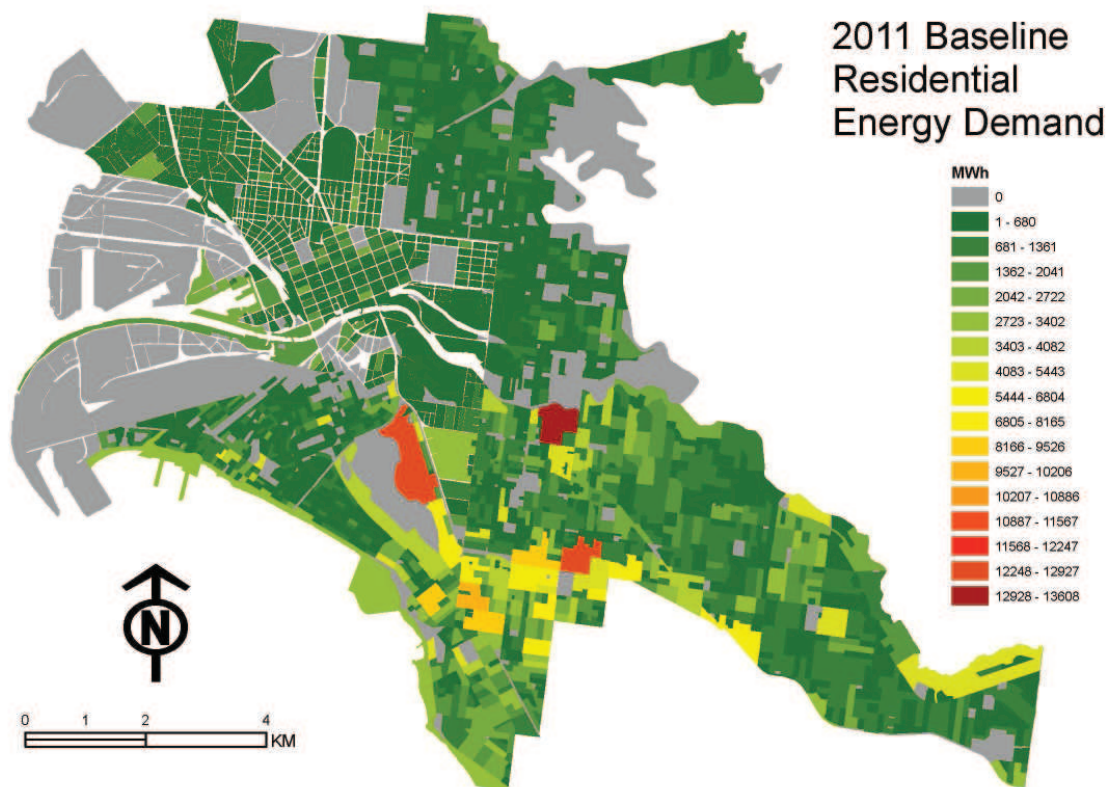 2011 Baseline
Residential
Energy Demand
MWh
0
1 - 680
681 - 1361
1362 - 2041
2042 - 2722
2723 - 3402
3403 - 4082
4083 - 5443
5444 - 6804
6805 - 8165
8166 - 9526
9527 - 10206
10207 - 10886
10887 - 11567
11568 - 12247
12248 - 12927
12928 - 13608
N
0 1 2 4
KM